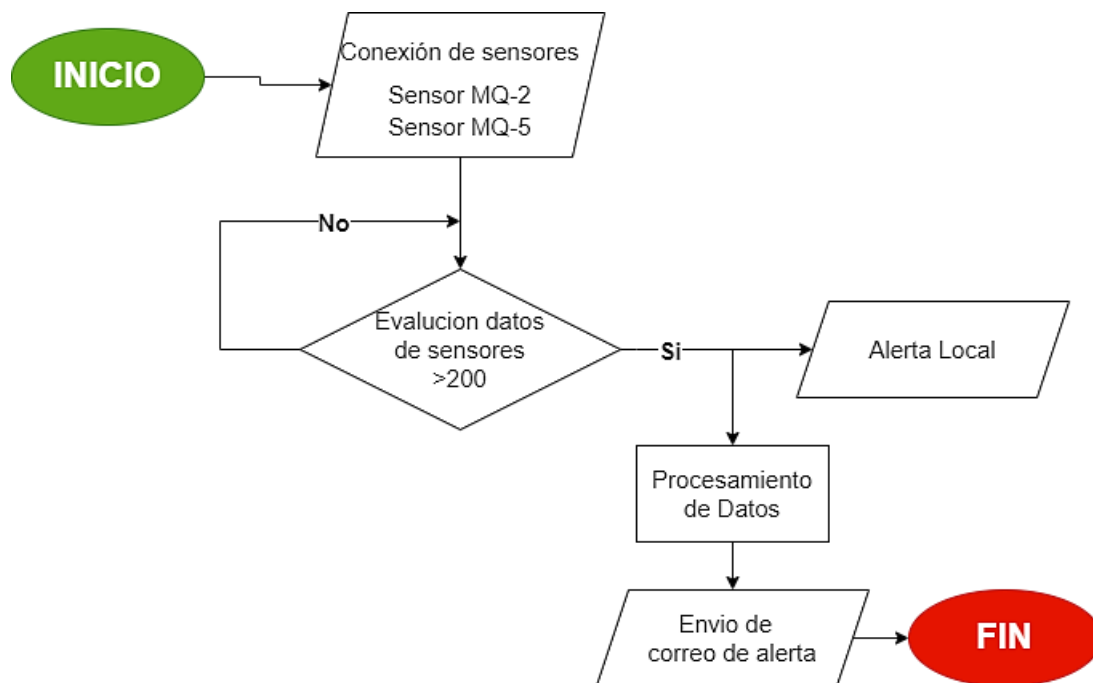 INICIO
Conexión de sensores
Sensor MQ-2
Sensor MQ-5
No
Evalucion datos
de sensores
>200
Si
Alerta Local
Procesamiento
de Datos
Envio de
correo de alerta
FIN